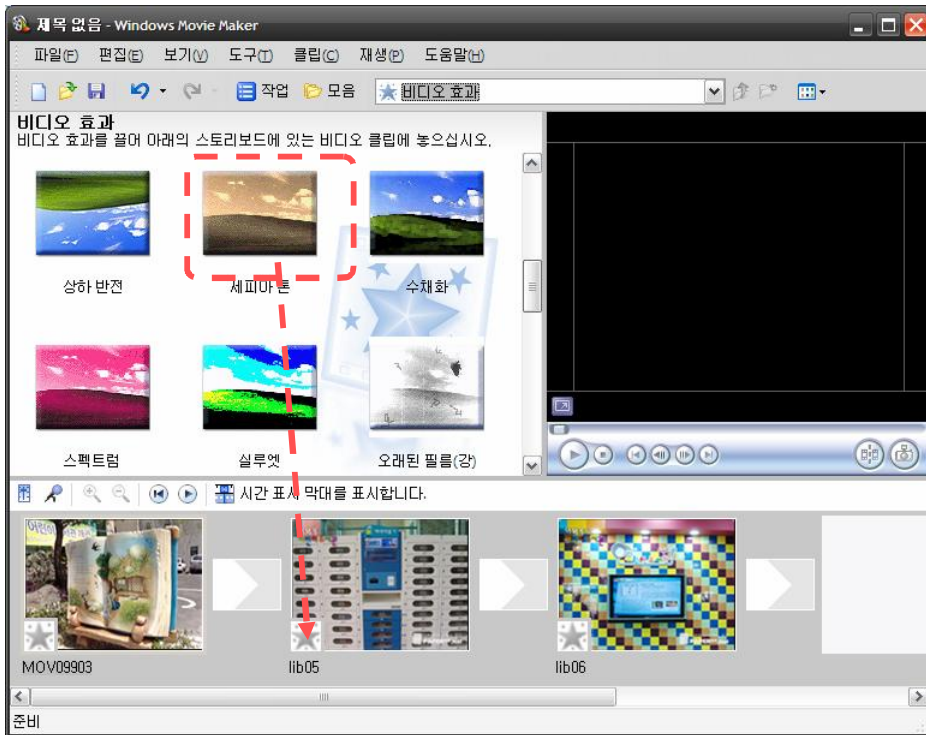 제목 없음 - Windows Movie Maker
파일(F) 편집(E) 보기(V) 도구(T) 클립(C) 재생(P) 도움말(H)
작업 모음 비디오 효과
비디오 효과
비디오 효과를 끌어 아래의 스토리보드에 있는 비디오 클립에 놓으십시오.
상하 반전 세피아 톤 수채화
스펙트럼 실루엣 오래된 필름(강)
시간 표시 막대를 표시합니다.
MOV09903 lib05 lib06
준비